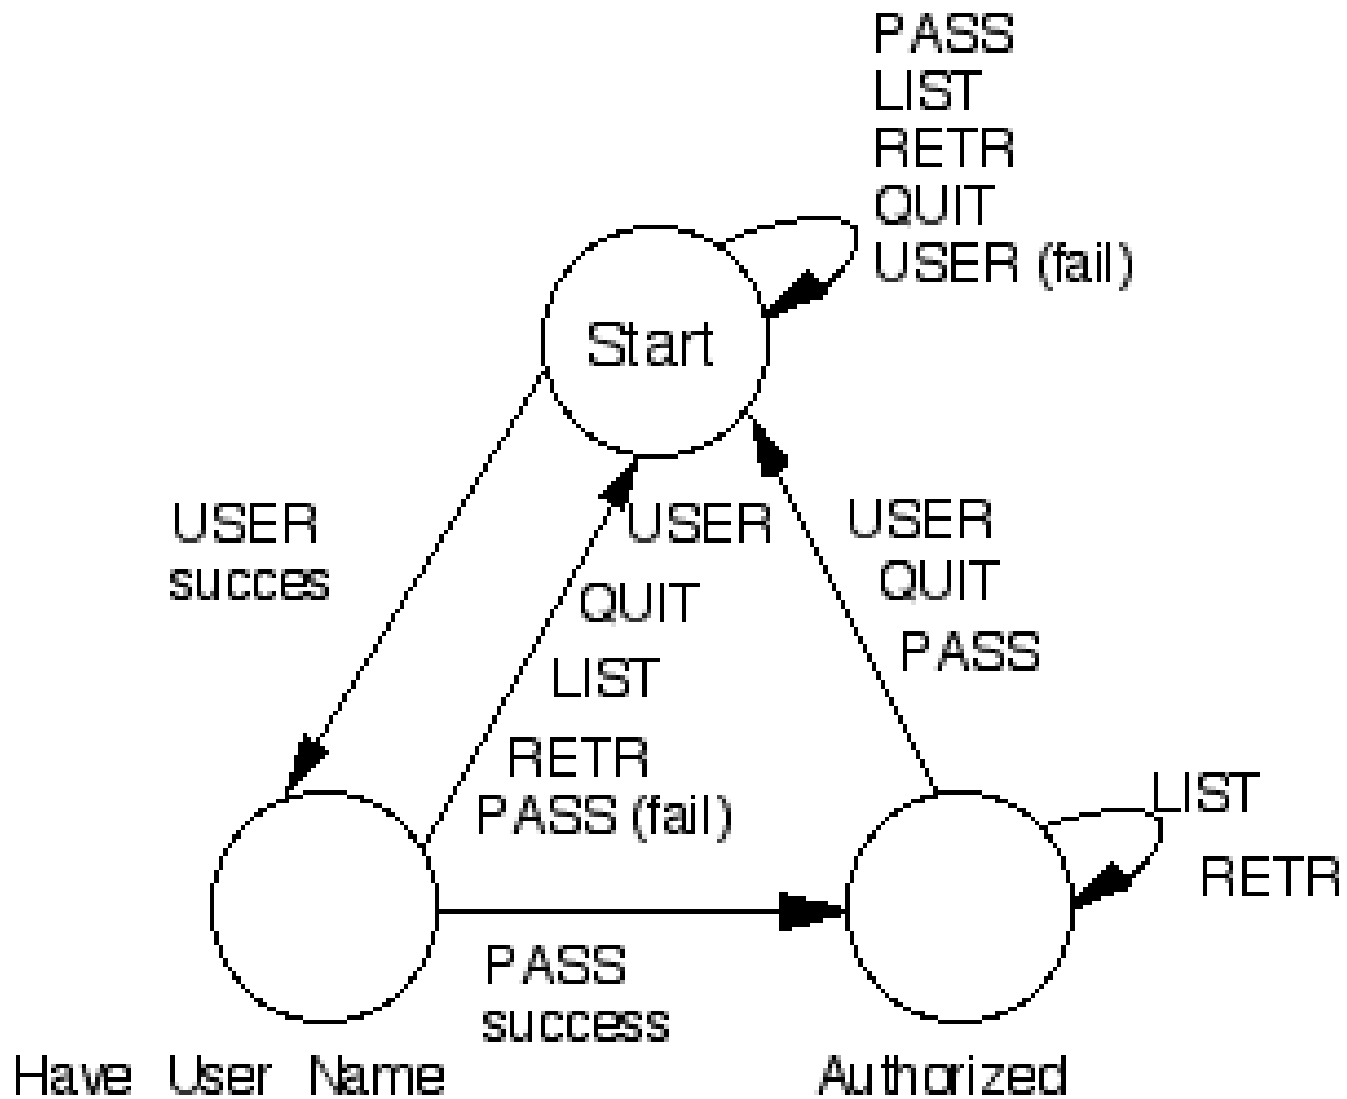 PASS
LIST
RETR
QUIT
USER (fail)
Start
USER
succes
USER
QUIT
LIST
RETR
PASS (fail)
USER
QUIT
PASS
LIST
RETR
PASS
success
Have User Name
Authorized